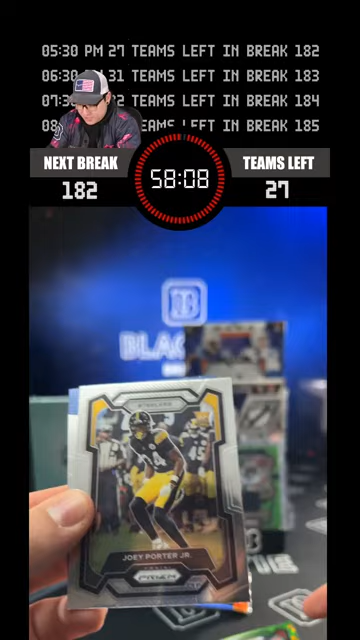 05:30 PM 27 TEAMS LEFT IN BREAK 182
06:30 31 TEAMS LEFT IN BREAK 183
TEAMS LEFT IN BREAK 184
TEAMS LEFT IN BREAK 185
NEXT BREAK
182
58:08
TEAMS LEFT
27
STEELERS
JOEY PORTER JR.
PRIZM